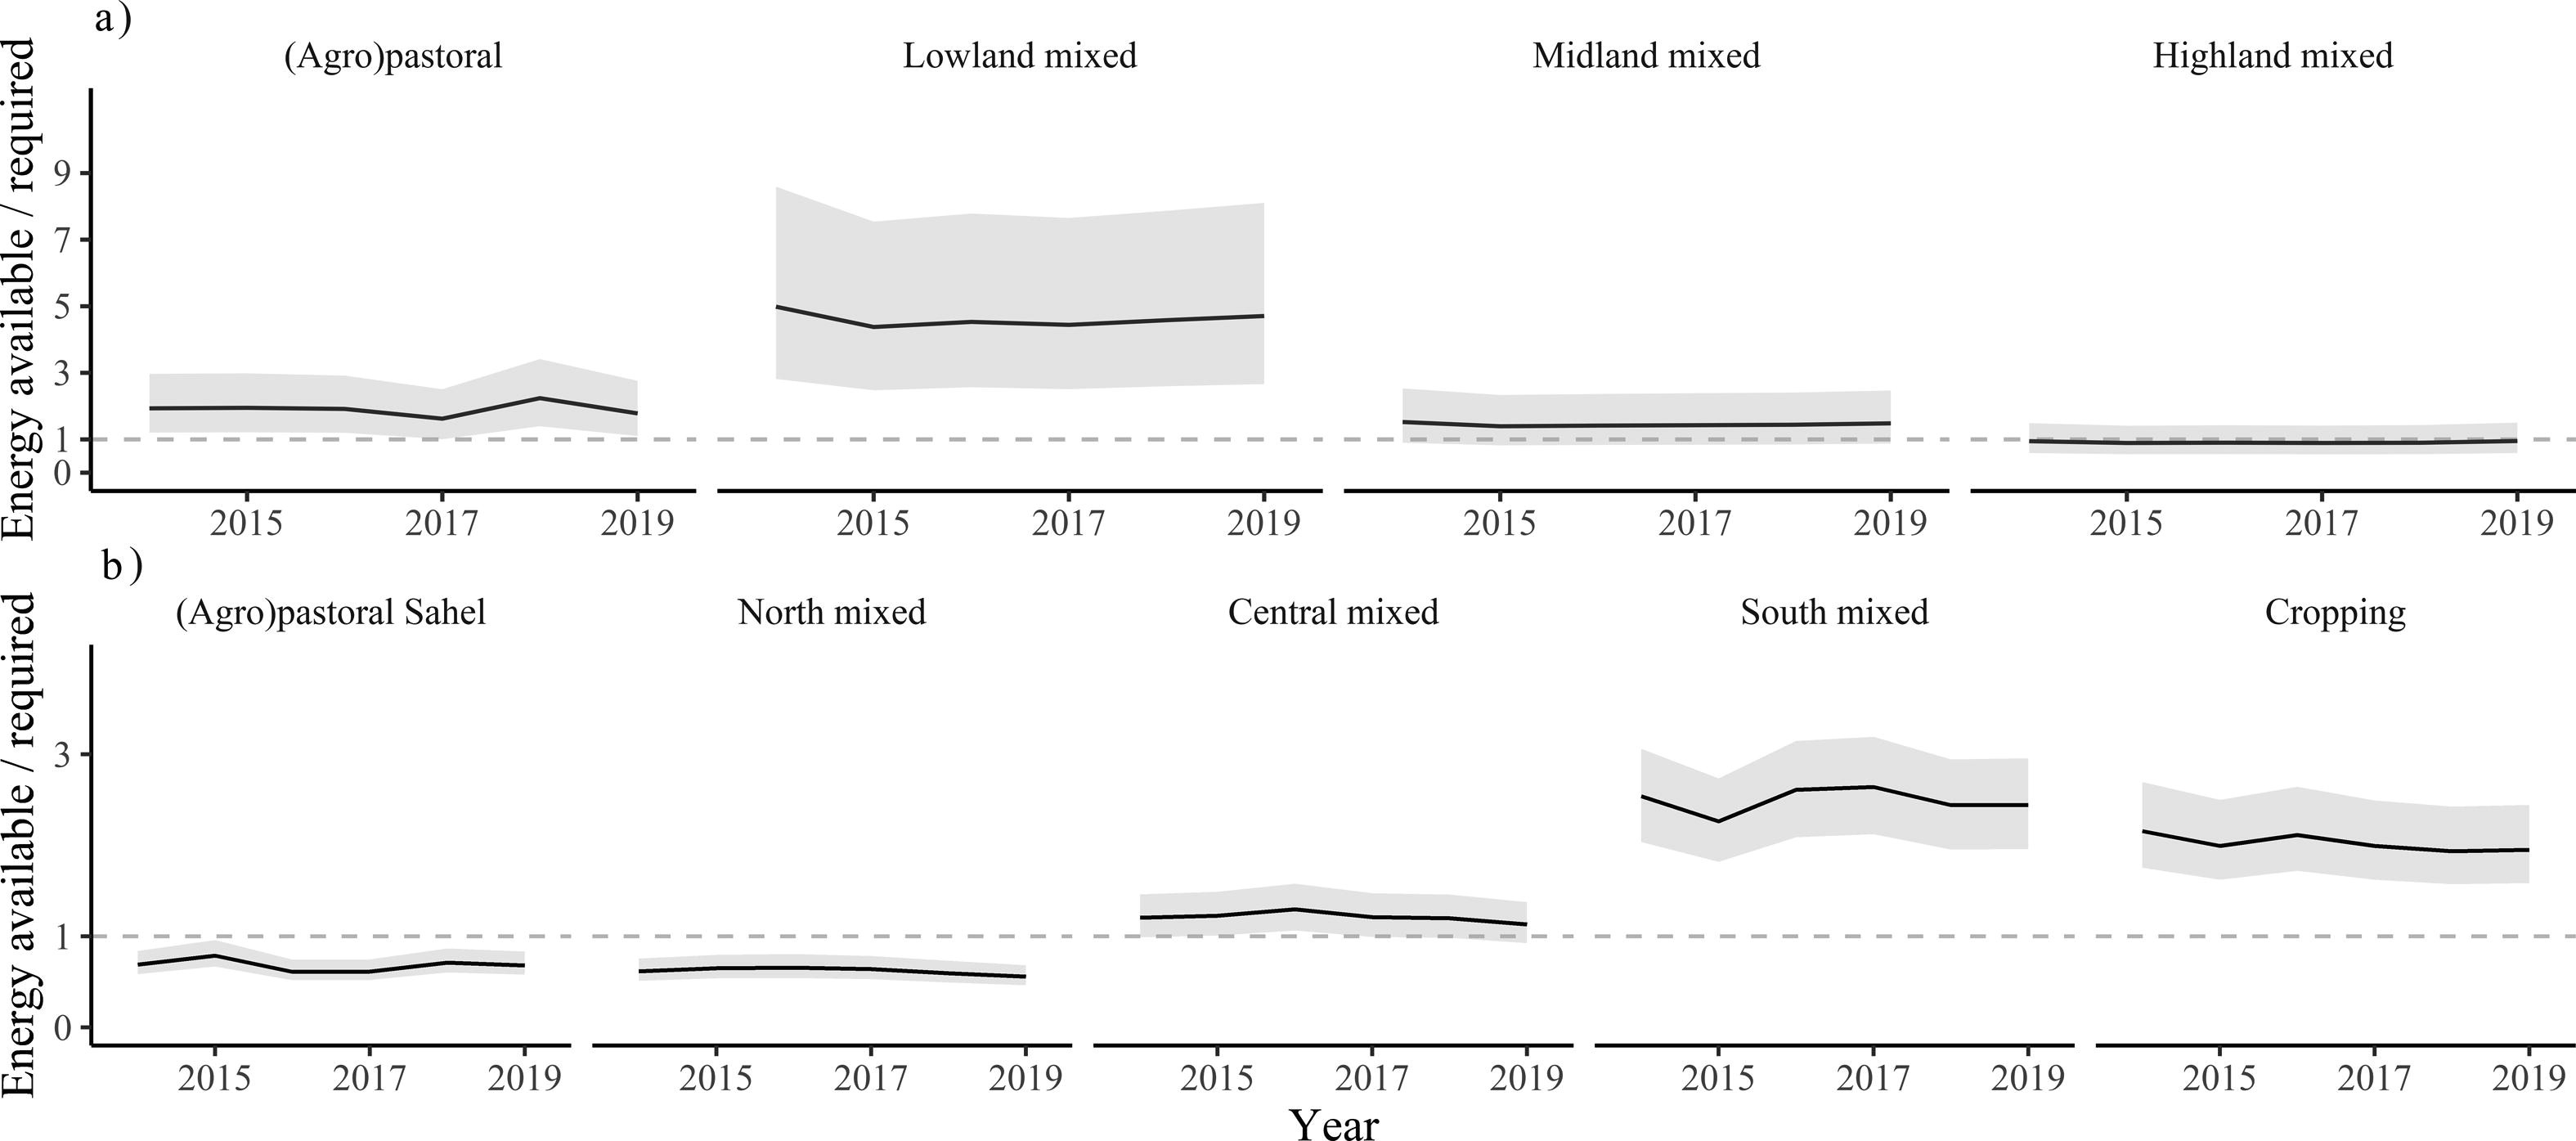 a)
(Agro)pastoral Lowland mixed Midland mixed Highland mixed
Energy available / required
9
7
5
3
1
0
2015 2017 2019 2015 2017 2019 2015 2017 2019 2015 2017 2019
b)
(Agro)pastoral Sahel North mixed Central mixed South mixed Cropping
Energy available / required
3
1
0
2015 2017 2019 2015 2017 2019 2015 2017 2019 2015 2017 2019 2015 2017 2019
Year